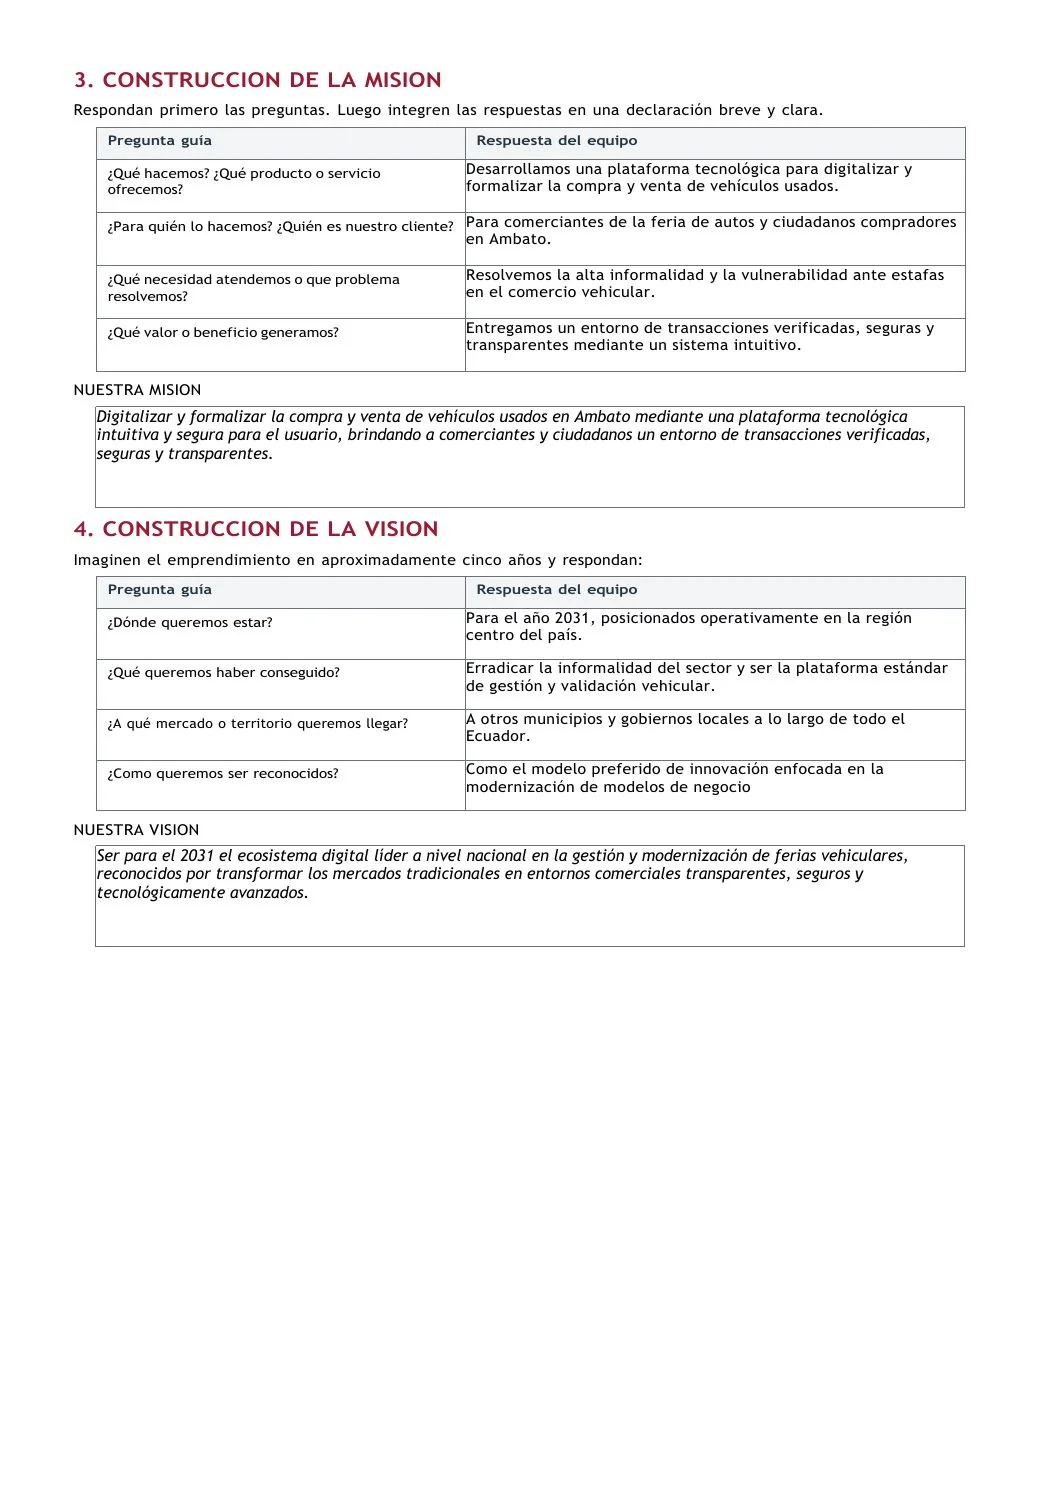 3. CONSTRUCCION DE LA MISION
Respondan primero las preguntas. Luego integren las respuestas en una declaración breve y clara.
Pregunta guía
Respuesta del equipo
¿Qué hacemos? ¿Qué producto o servicio
ofrecemos?
Desarrollamos una plataforma tecnológica para digitalizar y
formalizar la compra y venta de vehículos usados.
¿Para quién lo hacemos? ¿Quién es nuestro cliente?
Para comerciantes de la feria de autos y ciudadanos compradores
en Ambato.
¿Qué necesidad atendemos o que problema
resolvemos?
Resolvemos la alta informalidad y la vulnerabilidad ante estafas
en el comercio vehicular.
¿Qué valor o beneficio generamos?
Entregamos un entorno de transacciones verificadas, seguras y
transparentes mediante un sistema intuitivo.
NUESTRA MISION
Digitalizar y formalizar la compra y venta de vehículos usados en Ambato mediante una plataforma tecnológica
intuitiva y segura para el usuario, brindando a comerciantes y ciudadanos un entorno de transacciones verificadas,
seguras y transparentes.
4. CONSTRUCCION DE LA VISION
Imaginen el emprendimiento en aproximadamente cinco años y respondan:
Pregunta guía
Respuesta del equipo
¿Dónde queremos estar?
Para el año 2031, posicionados operativamente en la región
centro del país.
¿Qué queremos haber conseguido?
Erradicar la informalidad del sector y ser la plataforma estándar
de gestión y validación vehicular.
¿A qué mercado o territorio queremos llegar?
A otros municipios y gobiernos locales a lo largo de todo el
Ecuador.
¿Como queremos ser reconocidos?
Como el modelo preferido de innovación enfocada en la
modernización de modelos de negocio
NUESTRA VISION
Ser para el 2031 el ecosistema digital líder a nivel nacional en la gestión y modernización de ferias vehiculares,
reconocidos por transformar los mercados tradicionales en entornos comerciales transparentes, seguros y
tecnológicamente avanzados.